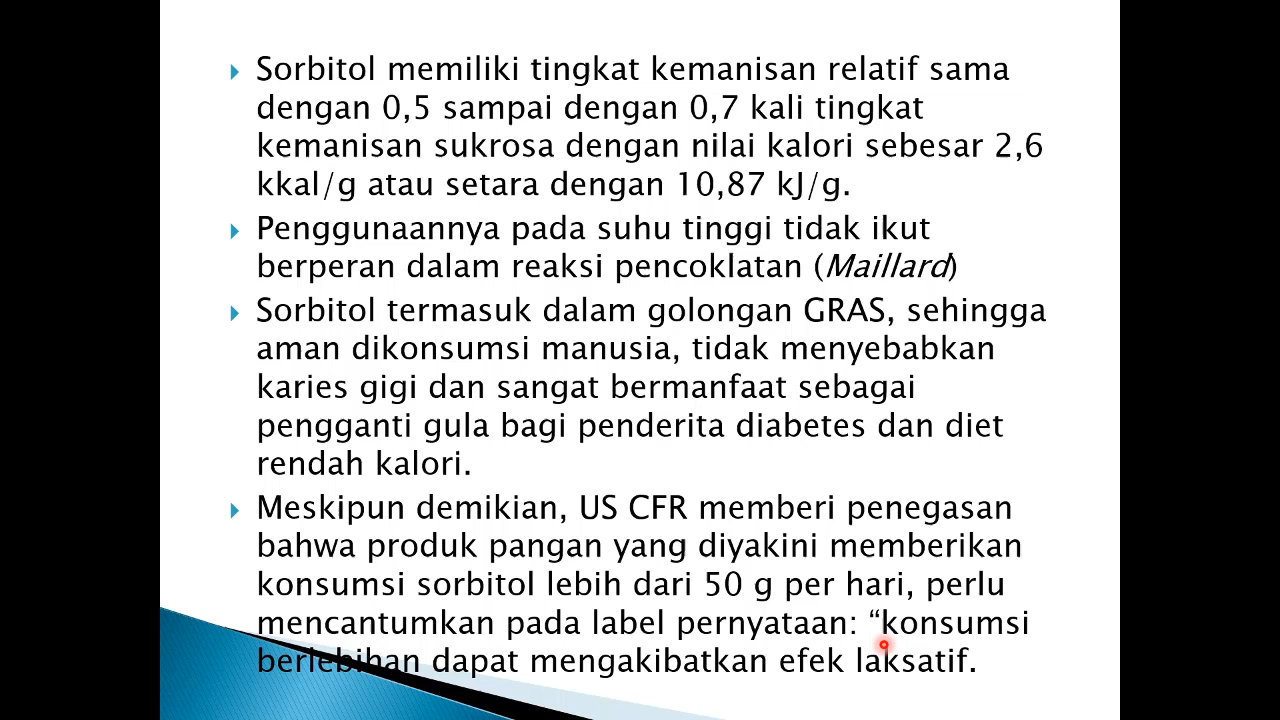 Sorbitol memiliki tingkat kemanisan relatif sama
dengan 0,5 sampai dengan 0,7 kali tingkat
kemanisan sukrosa dengan nilai kalori sebesar 2,6
kkal/g atau setara dengan 10,87 kJ/g.
Penggunaannya pada suhu tinggi tidak ikut
berperan dalam reaksi pencoklatan (Maillard)
Sorbitol termasuk dalam golongan GRAS, sehingga
aman dikonsumsi manusia, tidak menyebabkan
karies gigi dan sangat bermanfaat sebagai
pengganti gula bagi penderita diabetes dan diet
rendah kalori.
Meskipun demikian, US CFR memberi penegasan
bahwa produk pangan yang diyakini memberikan
konsumsi sorbitol lebih dari 50 g per hari, perlu
mencantumkan pada label pernyataan: “konsumsi
berlebihan dapat mengakibatkan efek laksatif.